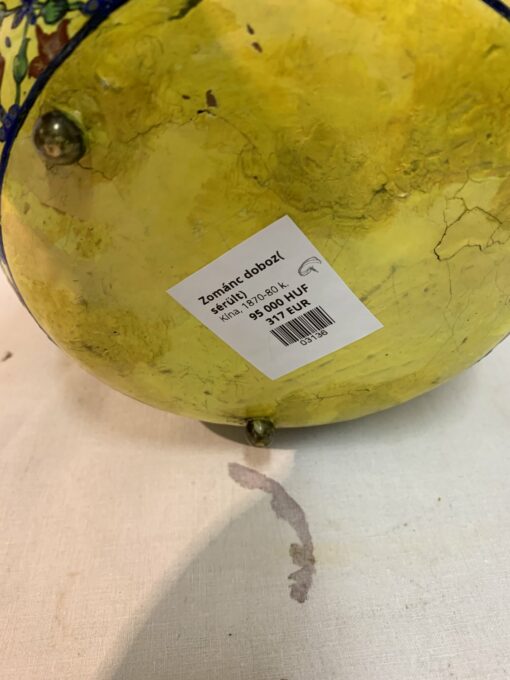 Zománc doboz(
sérült)
Kína, 1870-80 k.
95 000 HUF
317 EUR
03136